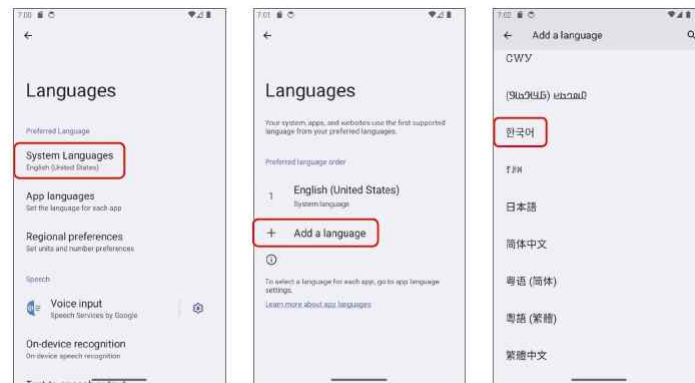 7:00
Languages
Preferred Language
System Languages
English (United States)
App languages
Set the language for each app
Regional preferences
Set units and number preferences
Speech
Voice input
Speech Services by Google
On-device recognition
On-device speech recognition
7:01
Languages
Your system, apps, and websites use the first supported
language from your preferred languages.
Preferred language order
1 English (United States)
System language
+ Add a language
To select a language for each app, go to app language
settings.
Learn more about app languages
7:02
Add a language
한국어
日本語
简体中文
粤语 (简体)
粵語 (繁體)
繁體中文